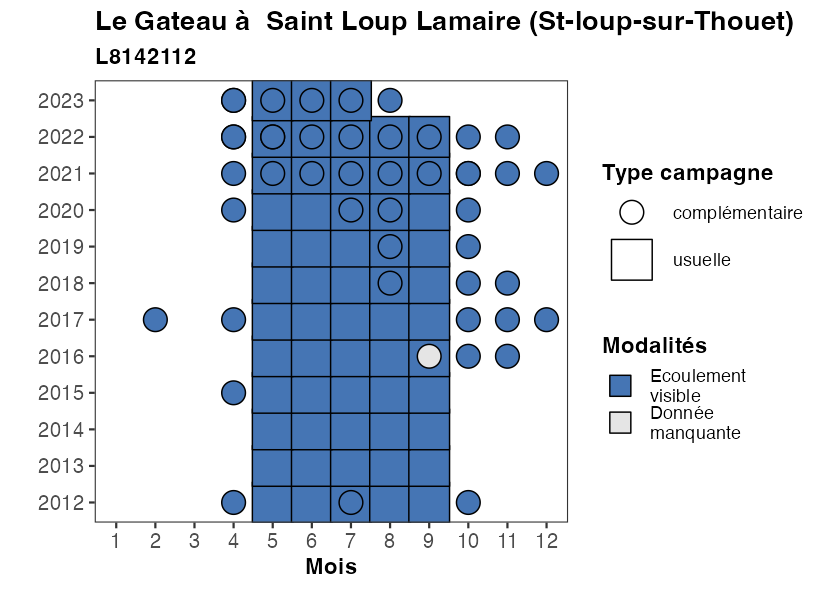 Le Gateau à  Saint Loup Lamaire (St-loup-sur-Thouet)
L8142112
2023
2022
2021
2020
2019
2018
2017
2016
2015
2014
2013
2012
1 2 3 4 5 6 7 8 9 10 11 12
Mois
Type campagne
complémentaire
usuelle
Modalités
Ecoulement
visible
Donnée
manquante